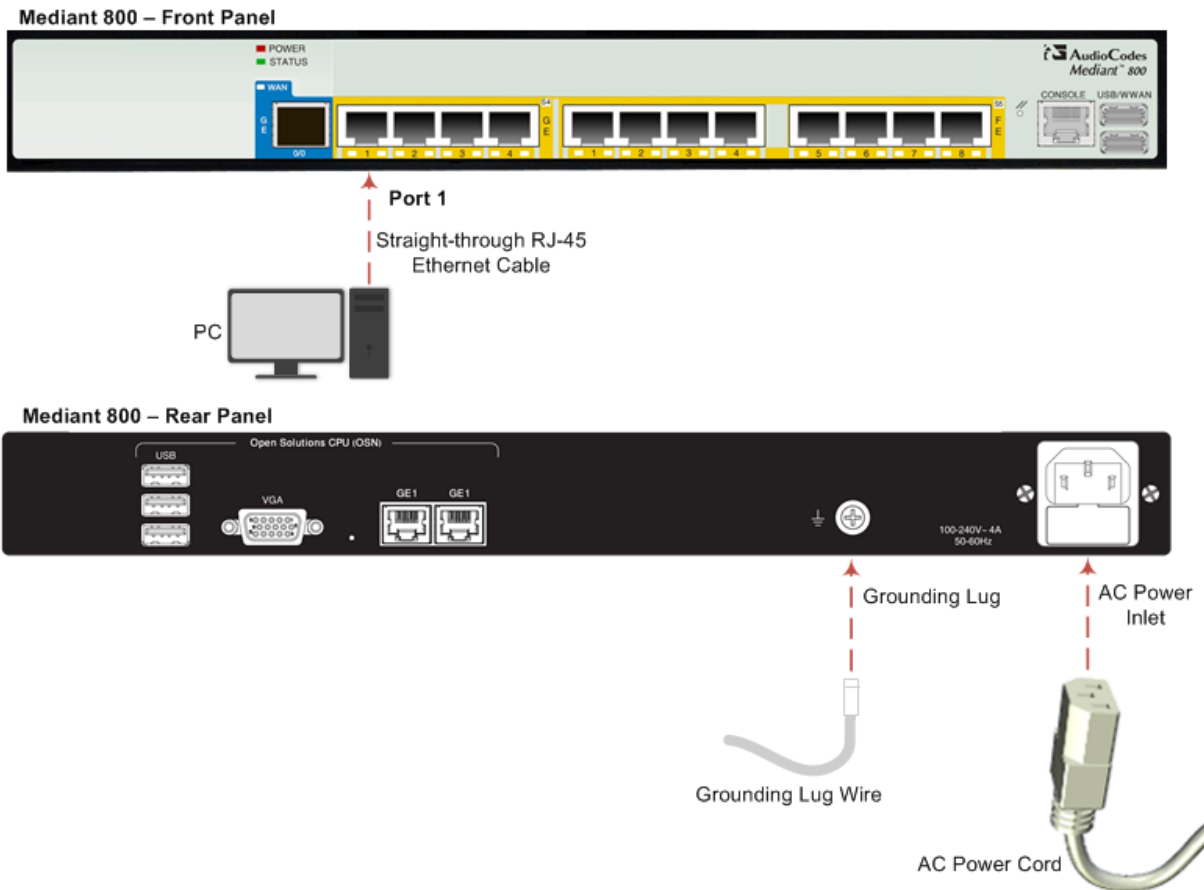 Mediant 800 – Front Panel
POWER
STATUS
WAN
GE
0/0
S4
GE
1 2 3 4
1 2 3 4
5 6 7 8
S5
FE
AudioCodes
Mediant™ 800
CONSOLE
USB/WWAN
//
Port 1
Straight-through RJ-45
Ethernet Cable
PC
Mediant 800 – Rear Panel
Open Solutions CPU (OSN)
USB
VGA
GE1 GE1
100-240V~4A
50-60Hz
Grounding Lug
AC Power
Inlet
Grounding Lug Wire
AC Power Cord